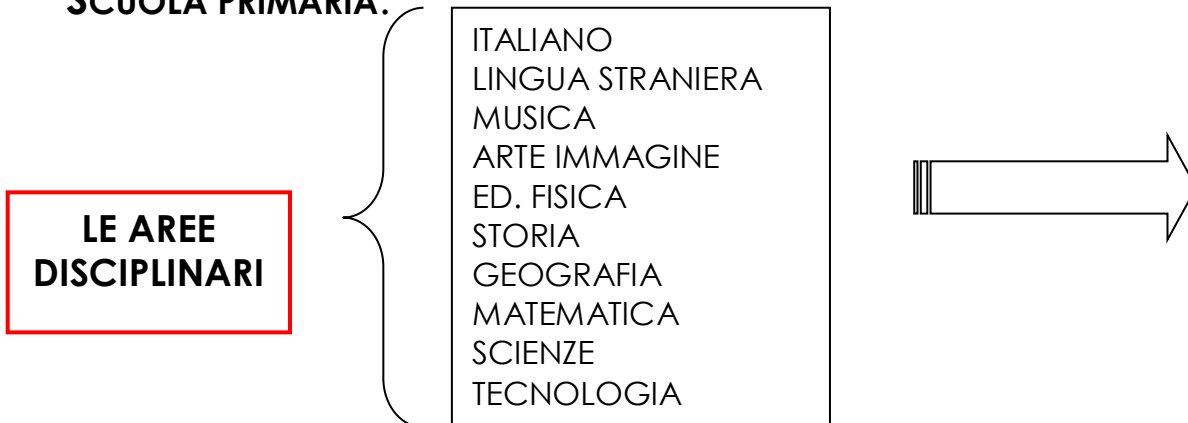 SCUOLA PRIMARIA:
LE AREE
DISCIPLINARI
ITALIANO
LINGUA STRANIERA
MUSICA
ARTE IMMAGINE
ED. FISICA
STORIA
GEOGRAFIA
MATEMATICA
SCIENZE
TECNOLOGIA